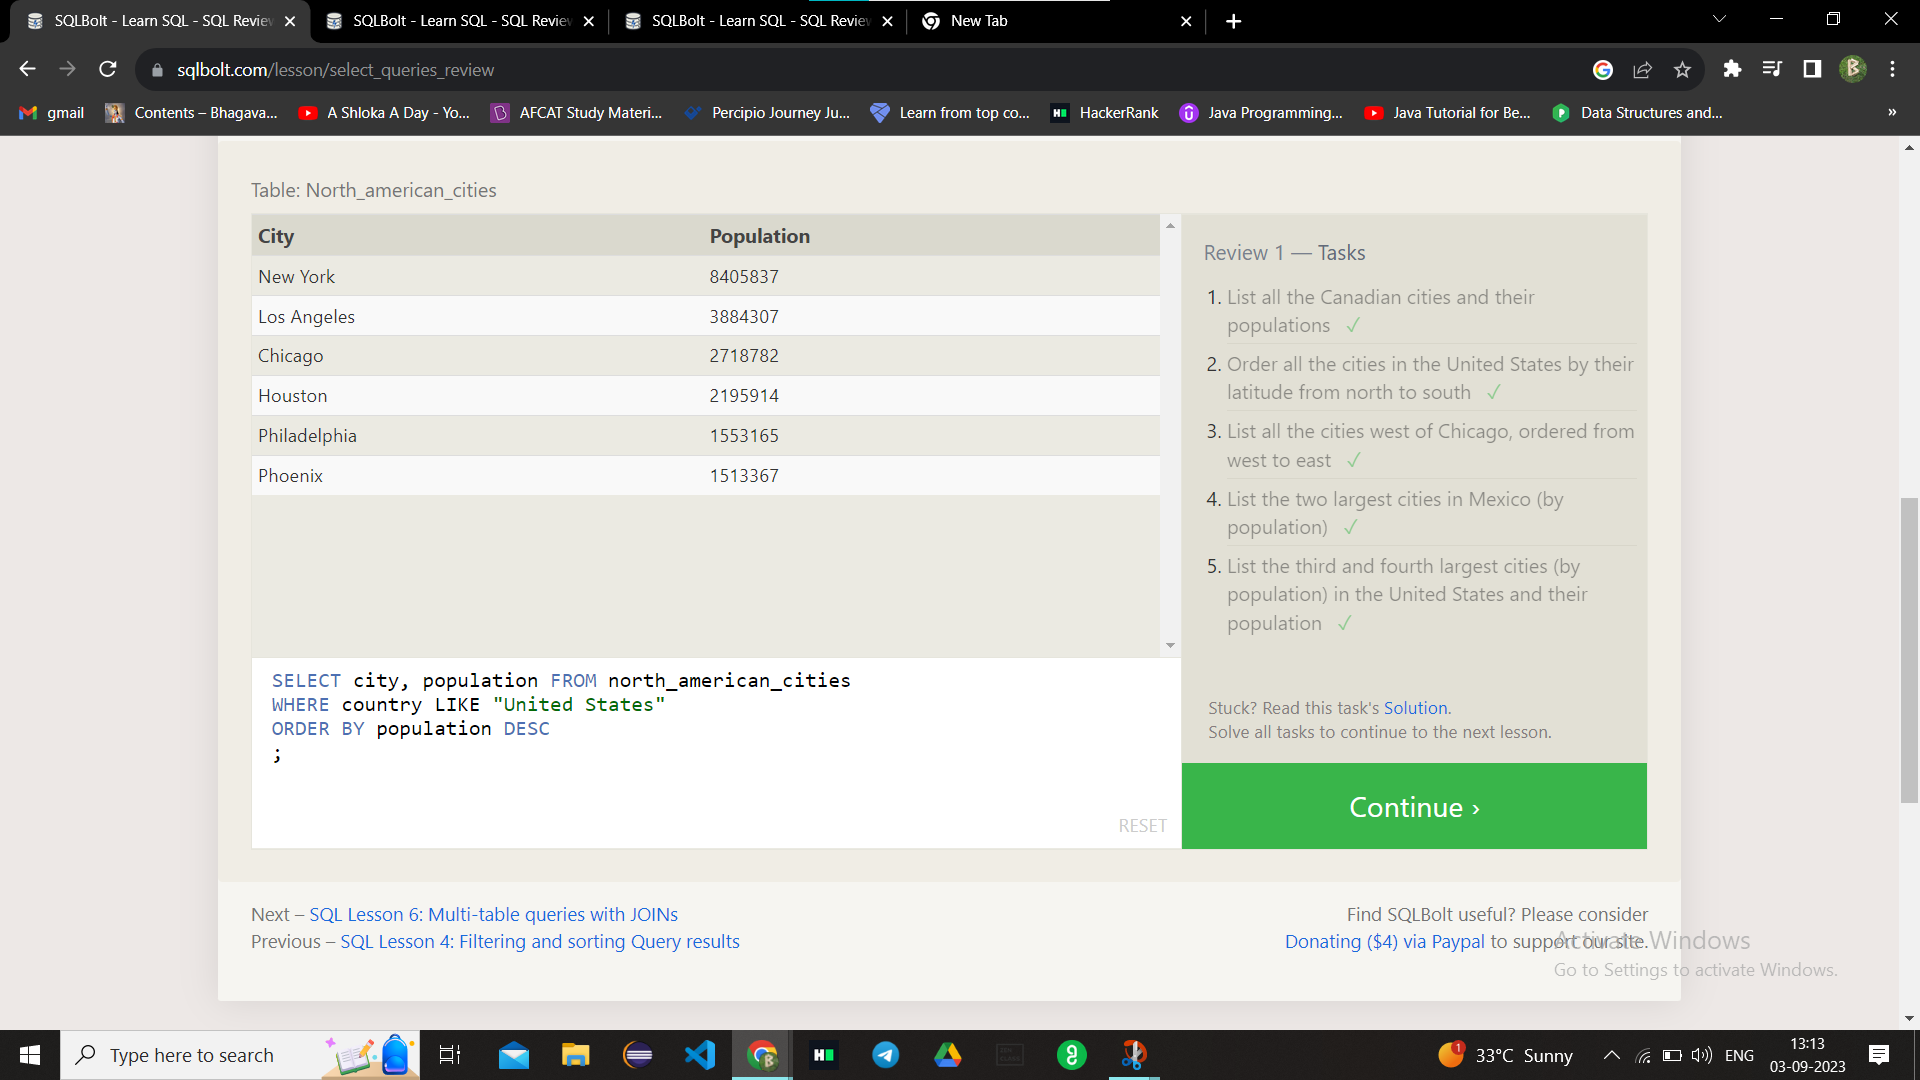 SQLBolt - Learn SQL - SQL Review
SQLBolt - Learn SQL - SQL Review
SQLBolt - Learn SQL - SQL Review
New Tab
sqlbolt.com/lesson/select_queries_review
gmail
Contents – Bhagava...
A Shloka A Day - Yo...
AFCAT Study Materi...
Percipio Journey Ju...
Learn from top co...
HackerRank
Java Programming...
Java Tutorial for Be...
Data Structures and...
»
Table: North_american_cities
City Population
New York 8405837
Los Angeles 3884307
Chicago 2718782
Houston 2195914
Philadelphia 1553165
Phoenix 1513367
SELECT city, population FROM north_american_cities
WHERE country LIKE "United States"
ORDER BY population DESC
;
RESET
Review 1 — Tasks
1. List all the Canadian cities and their
populations ✓
2. Order all the cities in the United States by their
latitude from north to south ✓
3. List all the cities west of Chicago, ordered from
west to east ✓
4. List the two largest cities in Mexico (by
population) ✓
5. List the third and fourth largest cities (by
population) in the United States and their
population ✓
Stuck? Read this task's Solution.
Solve all tasks to continue to the next lesson.
Continue ›
Next – SQL Lesson 6: Multi-table queries with JOINs
Previous – SQL Lesson 4: Filtering and sorting Query results
Find SQLBolt useful? Please consider
Donating ($4) via Paypal to support our site.
Activate Windows
Go to Settings to activate Windows.
Type here to search
33°C Sunny
ENG
13:13
03-09-2023